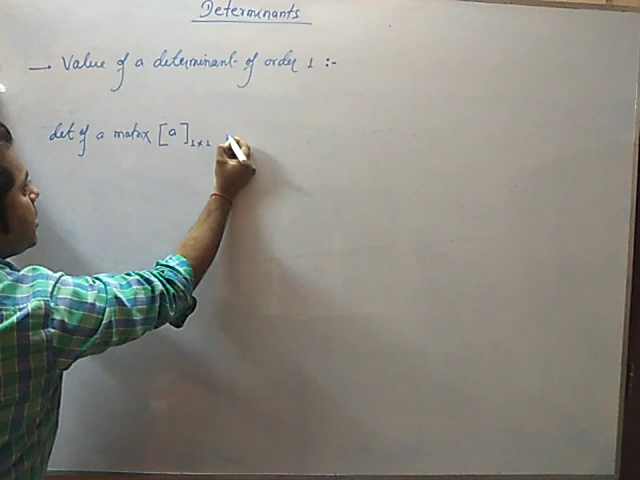 Determinants
→ Value of a determinant of order 1 :-
det of a matrix [a]1×1